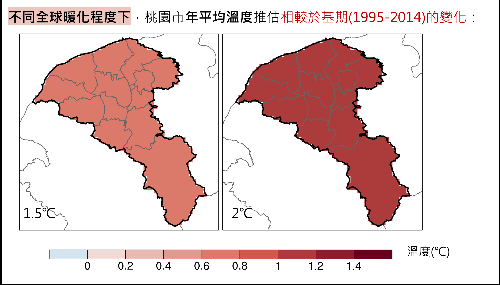 不同全球暖化程度下，桃園市年平均溫度推估相較於基期(1995-2014)的變化：
1.5℃
2℃
0 0.2 0.4 0.6 0.8 1 1.2 1.4 溫度(℃)